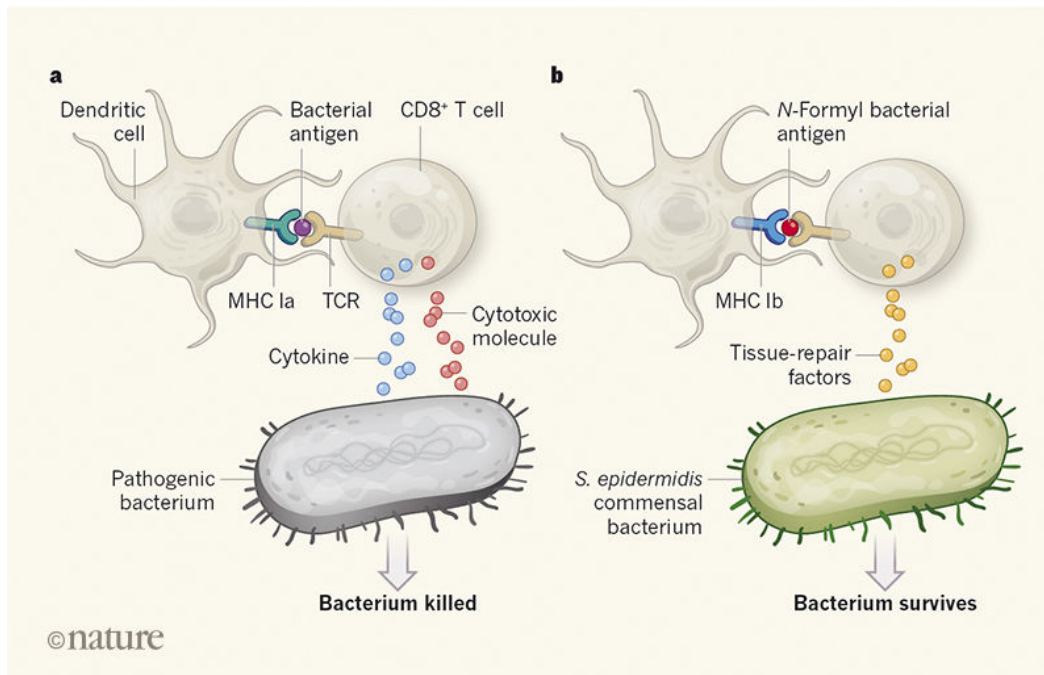 a
Dendritic
cell
Bacterial
antigen
CD8⁺ T cell
MHC Ia
TCR
Cytotoxic
molecule
Cytokine
Pathogenic
bacterium
Bacterium killed
b
N-Formyl bacterial
antigen
MHC Ib
Tissue-repair
factors
S. epidermidis
commensal
bacterium
Bacterium survives
©nature